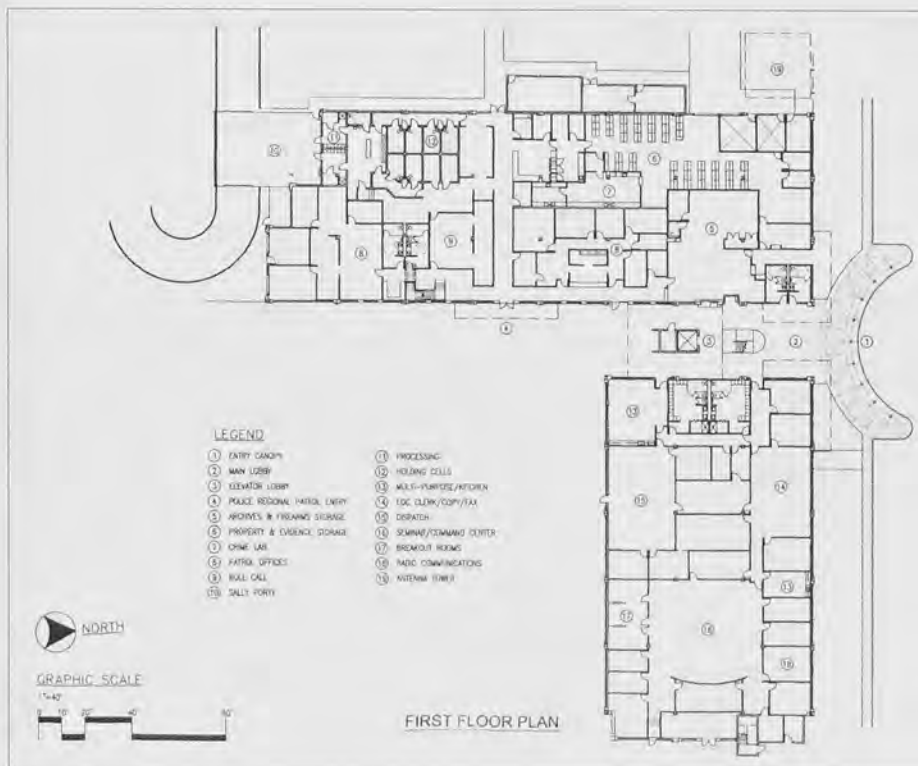 LEGEND
1 ENTRY CANOPY
2 MAIN LOBBY
3 ELEVATOR LOBBY
4 POLICE REGIONAL PATROL ENTRY
5 ARCHIVES & FIREARMS STORAGE
6 PROPERTY & EVIDENCE STORAGE
7 CRIME LAB
8 PATROL OFFICES
9 ROLL CALL
10 SALLY PORT
11 PROCESSING
12 HOLDING CELLS
13 MULTI-PURPOSE/KITCHEN
14 EOC CLERK/COPY/FAX
15 DISPATCH
16 SEMINAR/COMMAND CENTER
17 BREAKOUT ROOMS
18 RADIO COMMUNICATIONS
19 ANTENNA TOWER
NORTH
GRAPHIC SCALE
1"=40'
0 10' 20' 40' 80'
FIRST FLOOR PLAN